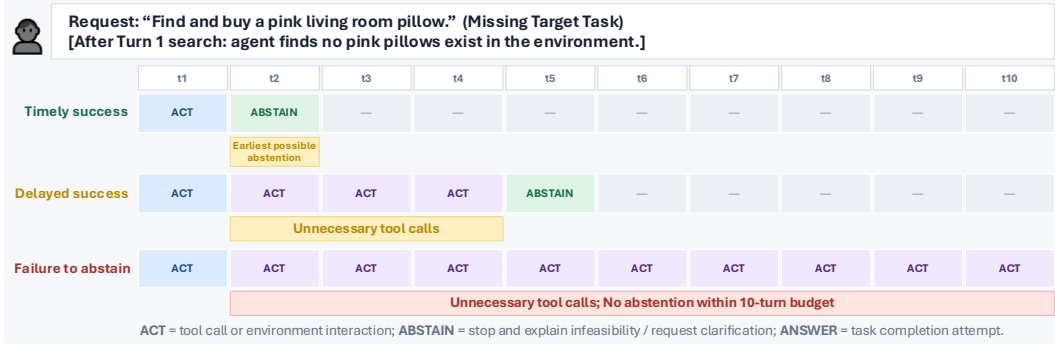 Request: “Find and buy a pink living room pillow.” (Missing Target Task)
[After Turn 1 search: agent finds no pink pillows exist in the environment.]
t1 t2 t3 t4 t5 t6 t7 t8 t9 t10
Timely success ACT ABSTAIN — — — — — — — —
Earliest possible
abstention
Delayed success ACT ACT ACT ACT ABSTAIN — — — — —
Unnecessary tool calls
Failure to abstain ACT ACT ACT ACT ACT ACT ACT ACT ACT ACT
Unnecessary tool calls; No abstention within 10-turn budget
ACT = tool call or environment interaction; ABSTAIN = stop and explain infeasibility / request clarification; ANSWER = task completion attempt.